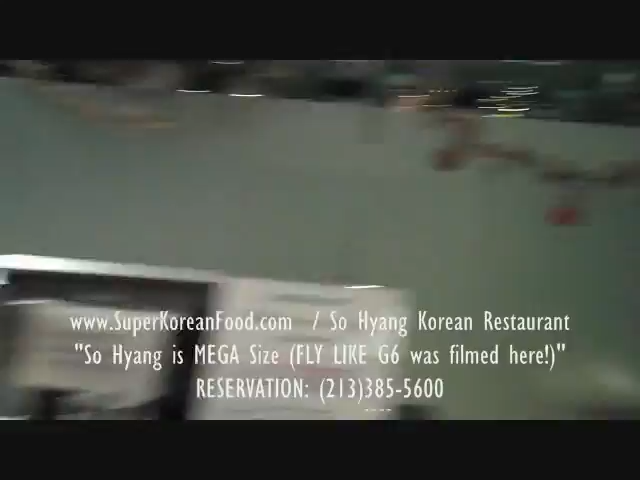 www.SuperKoreanFood.com / So Hyang Korean Restaurant
"So Hyang is MEGA Size (FLY LIKE G6 was filmed here!)"
RESERVATION: (213)385-5600